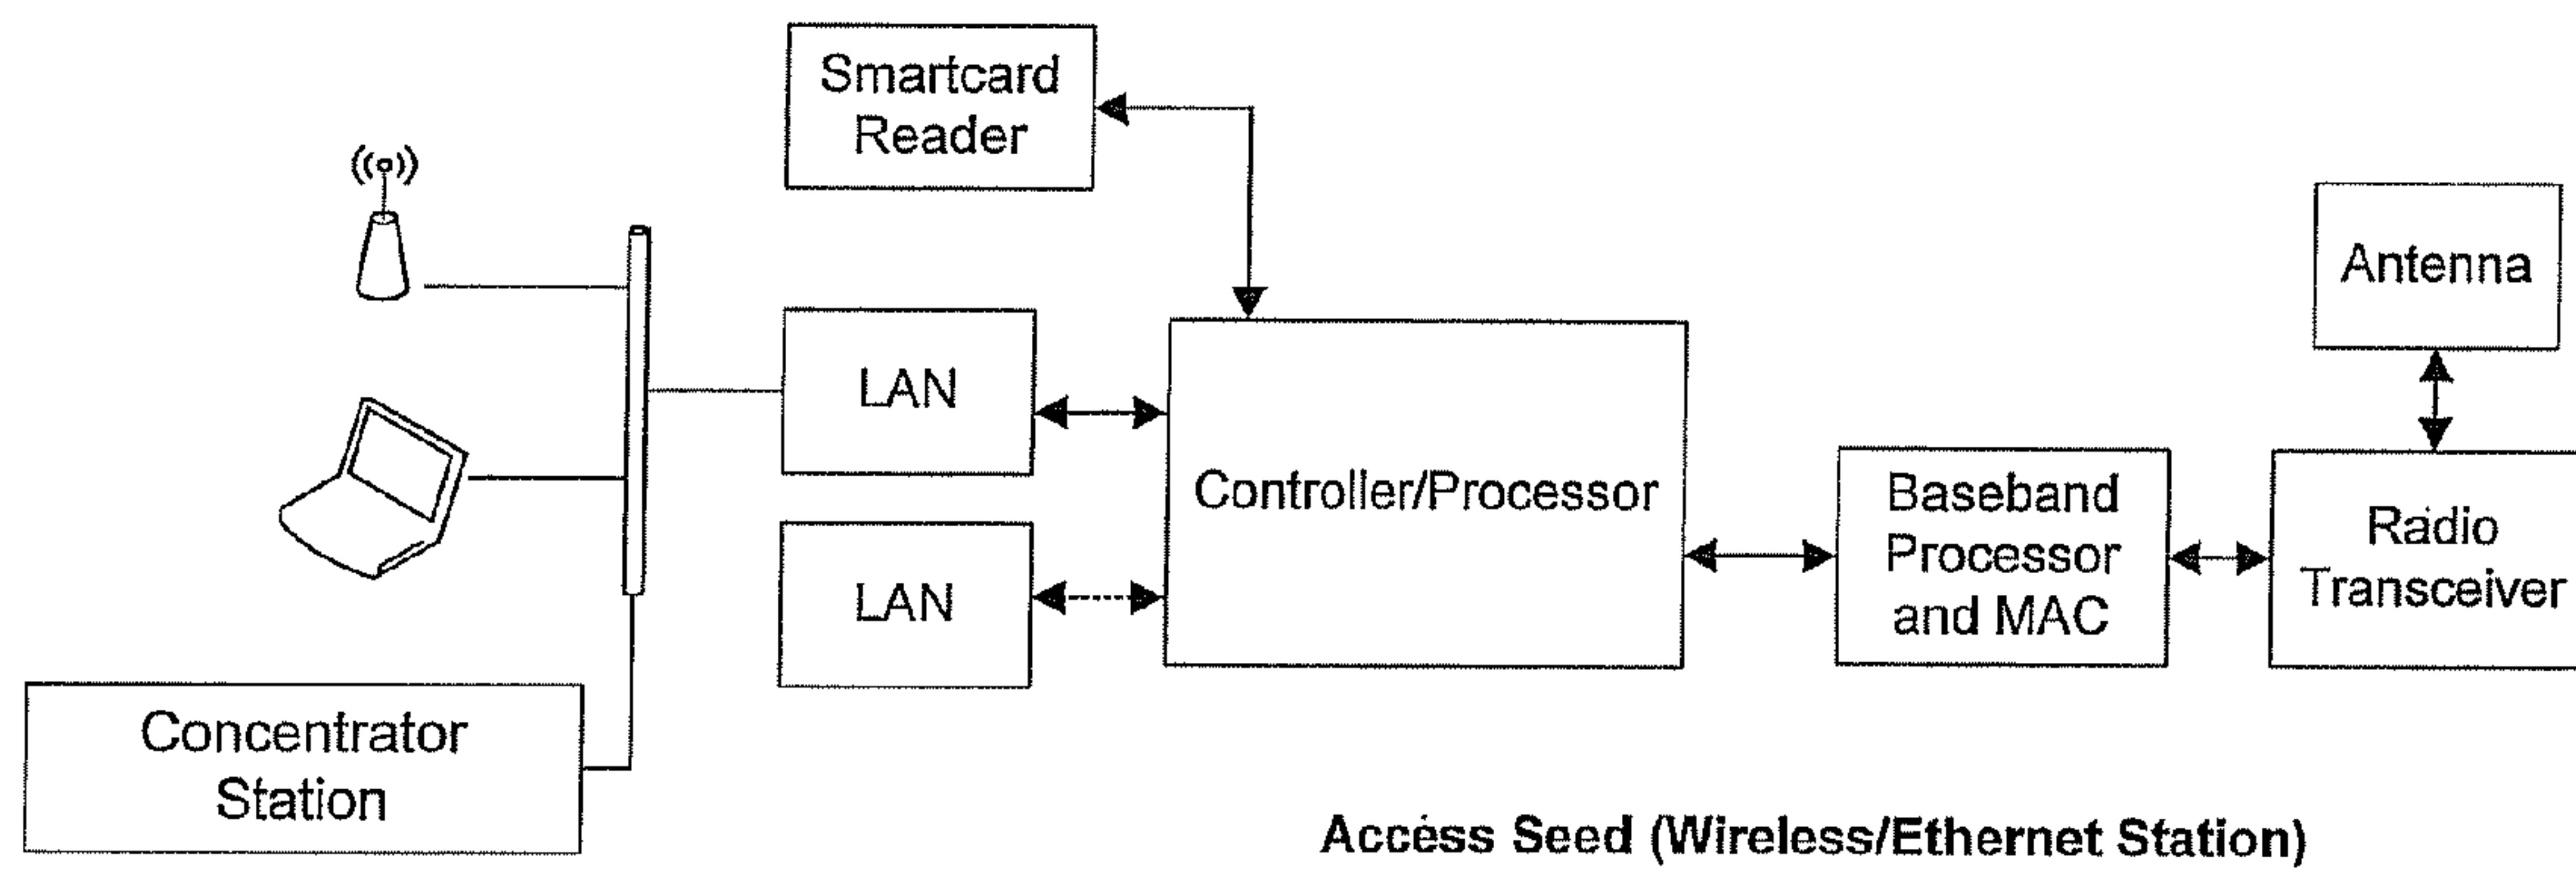 Smartcard
Reader
Antenna
LAN
Controller/Processor
Baseband
Processor
and MAC
Radio
Transceiver
LAN
Concentrator
Station
Access Seed (Wireless/Ethernet Station)